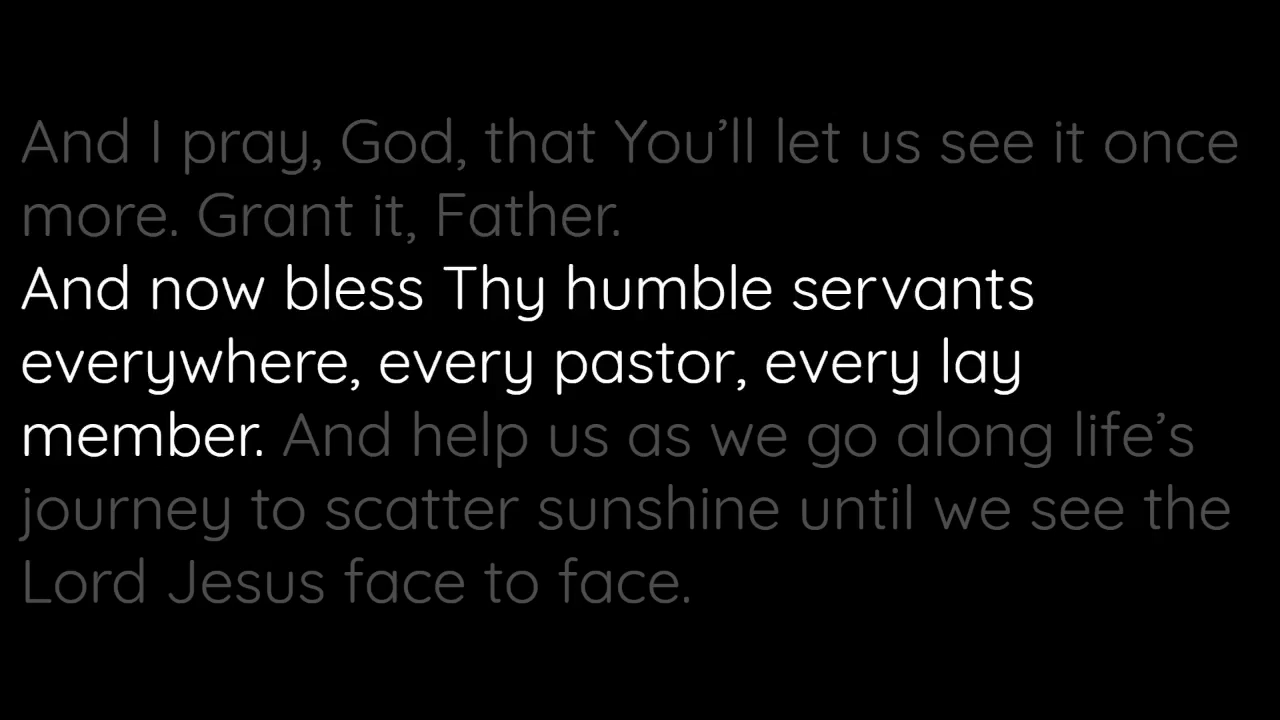 And I pray, God, that You’ll let us see it once
more. Grant it, Father.
And now bless Thy humble servants
everywhere, every pastor, every lay
member. And help us as we go along life’s
journey to scatter sunshine until we see the
Lord Jesus face to face.